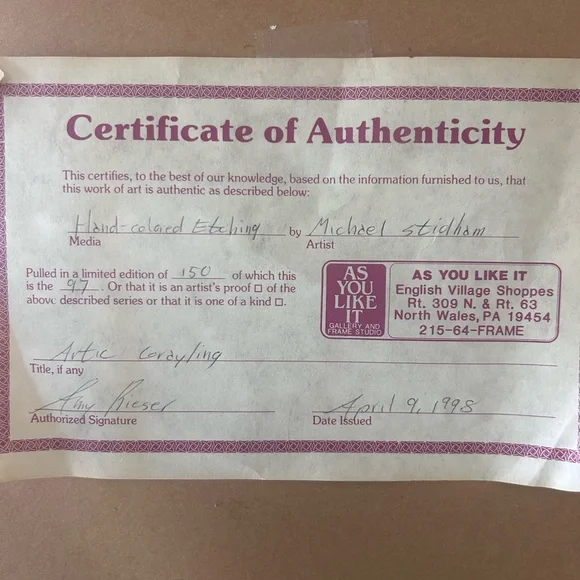 Certificate of Authenticity
This certifies, to the best of our knowledge, based on the information furnished to us, that
this work of art is authentic as described below:
Hand-colored Etching by Michael Stidham
Media Artist
Pulled in a limited edition of 150 of which this
is the 97. Or that it is an artist's proof □ of the
above described series or that it is one of a kind □.
AS
YOU
LIKE
IT
GALLERY AND
FRAME STUDIO
AS YOU LIKE IT
English Village Shoppes
Rt. 309 N. & Rt. 63
North Wales, PA 19454
215-64-FRAME
Artic Grayling
Title, if any
Amy Rieser
Authorized Signature
April 9, 1998
Date Issued